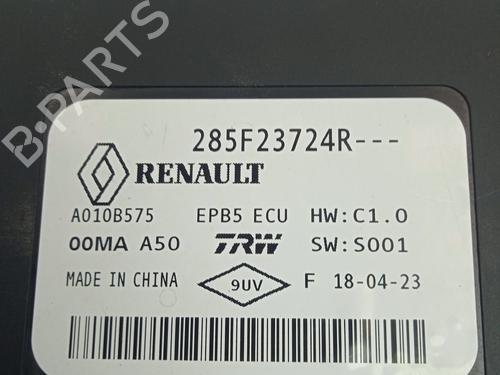 B-PARTS
285F23724R---
RENAULT
A010B575 EPB5 ECU HW:C1.0
00MA A50 TRW SW:S001
MADE IN CHINA 9UV F 18-04-23